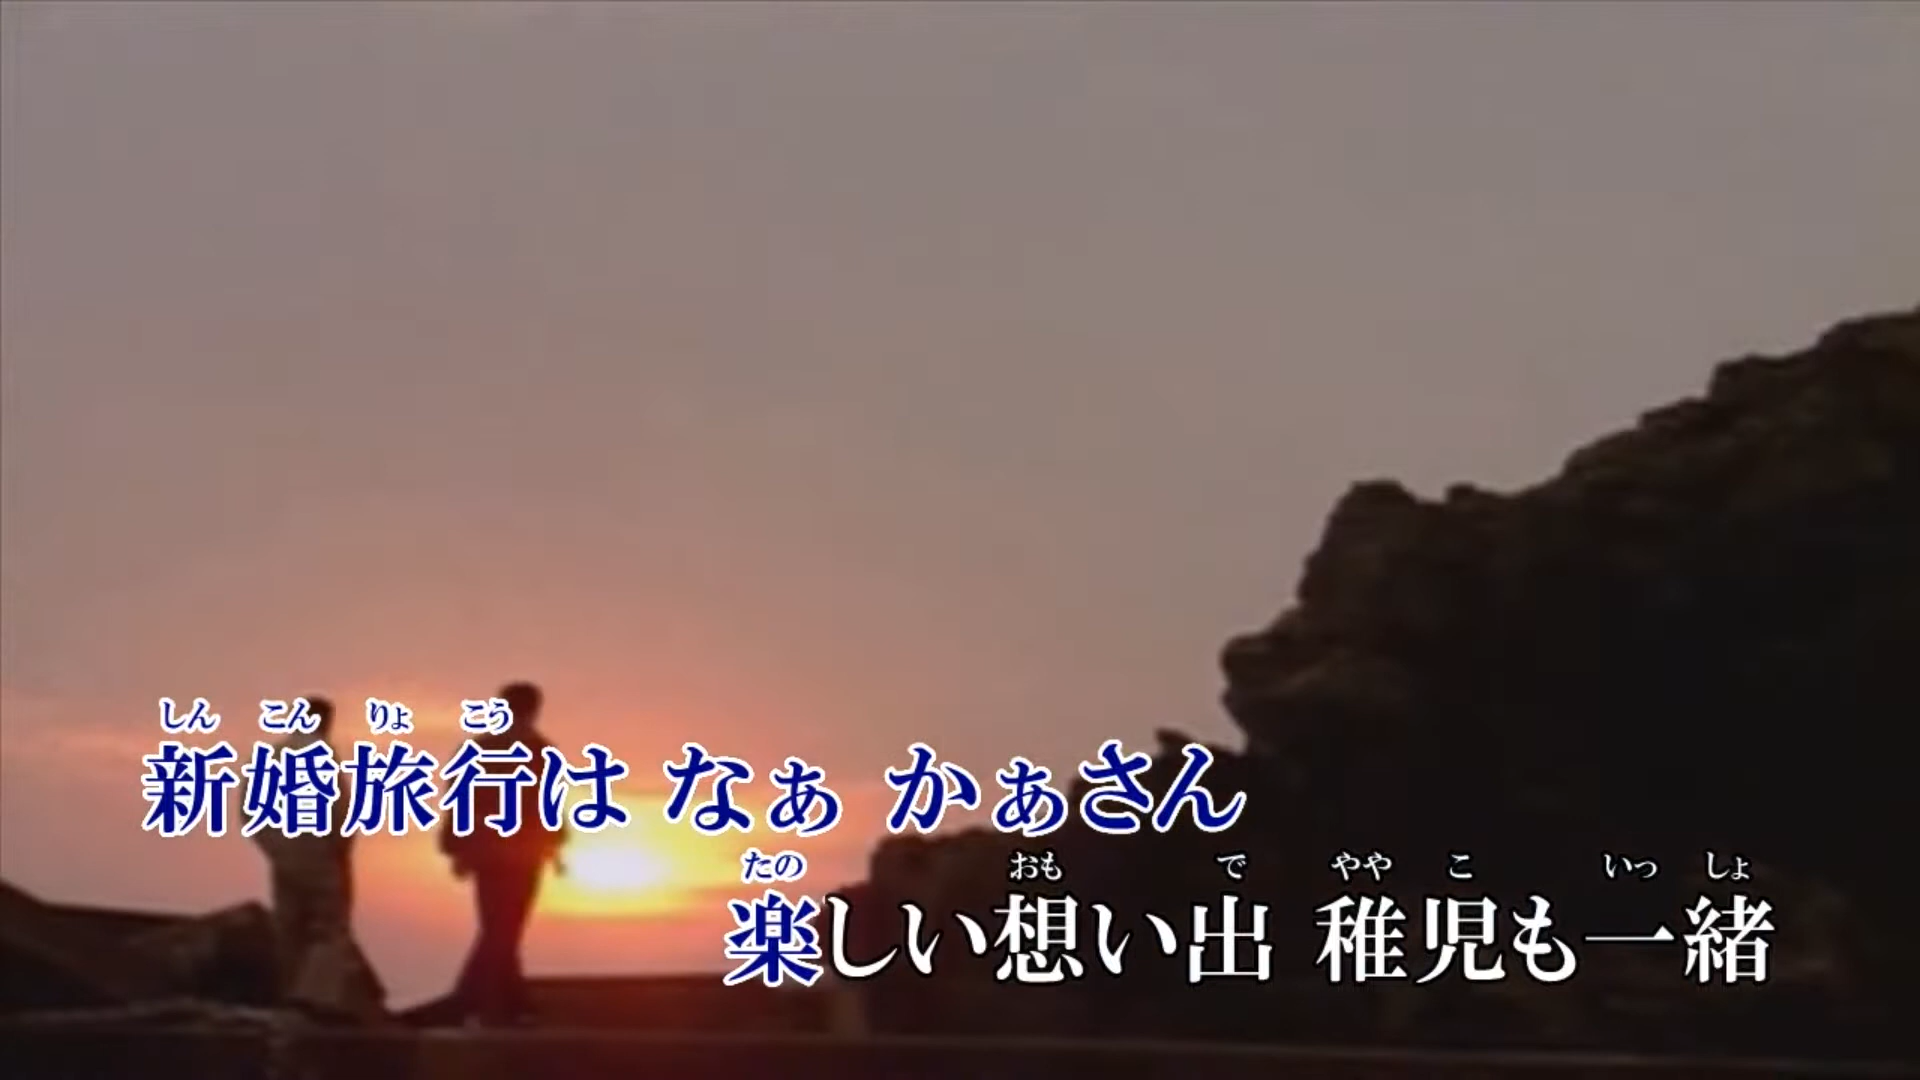 しん こん りょ こう
新婚旅行は なぁ かぁさん
たの おも で ややこ いっしょ
楽しい想い出 稚児も一緒